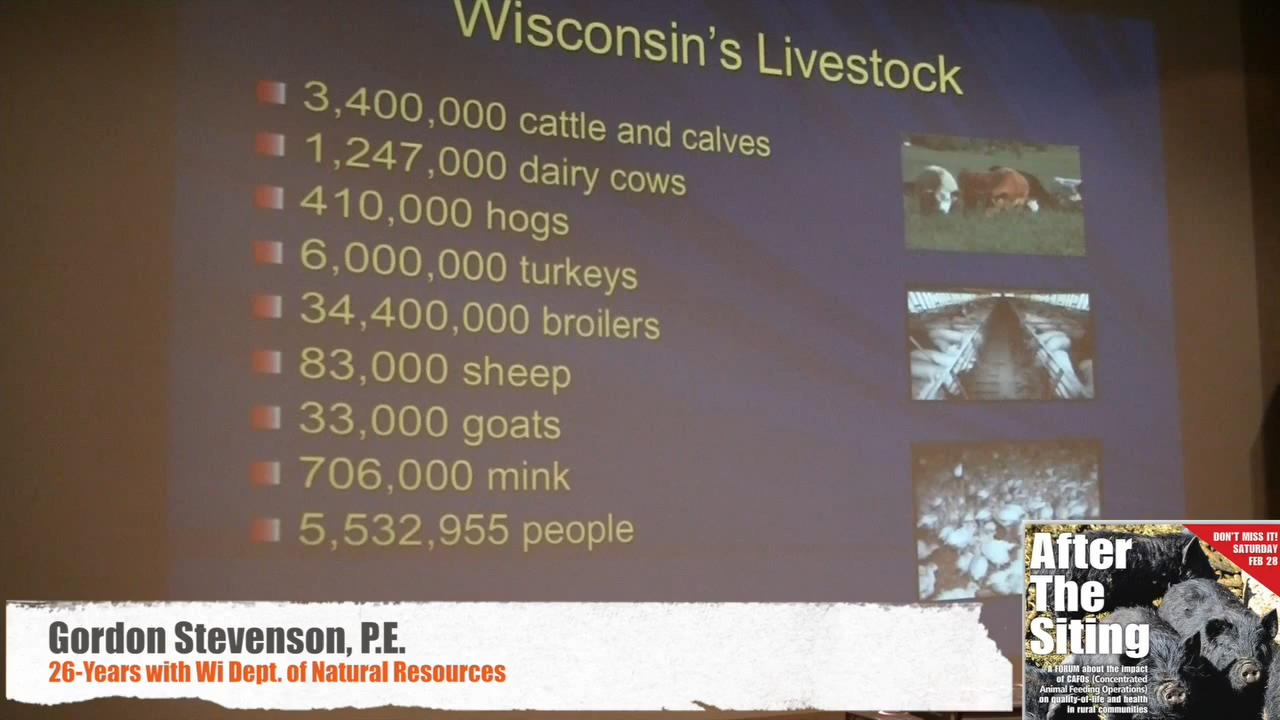 Wisconsin's Livestock
3,400,000 cattle and calves
1,247,000 dairy cows
410,000 hogs
6,000,000 turkeys
34,400,000 broilers
83,000 sheep
33,000 goats
706,000 mink
5,532,955 people
Gordon Stevenson, P.E.
26-Years with Wi Dept. of Natural Resources
After
The
Siting
DON'T MISS IT!
SATURDAY
FEB 28
A FORUM about the impact
of CAFOs (Concentrated
Animal Feeding Operations)
on quality-of-life and health
in rural communities